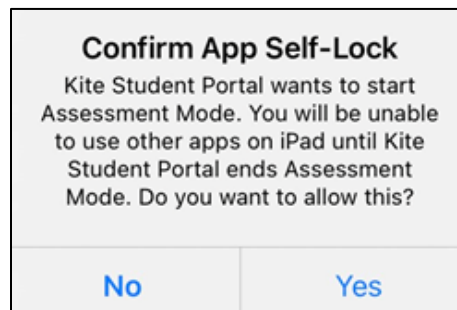 Confirm App Self-Lock
Kite Student Portal wants to start
Assessment Mode. You will be unable
to use other apps on iPad until Kite
Student Portal ends Assessment
Mode. Do you want to allow this?
No
Yes